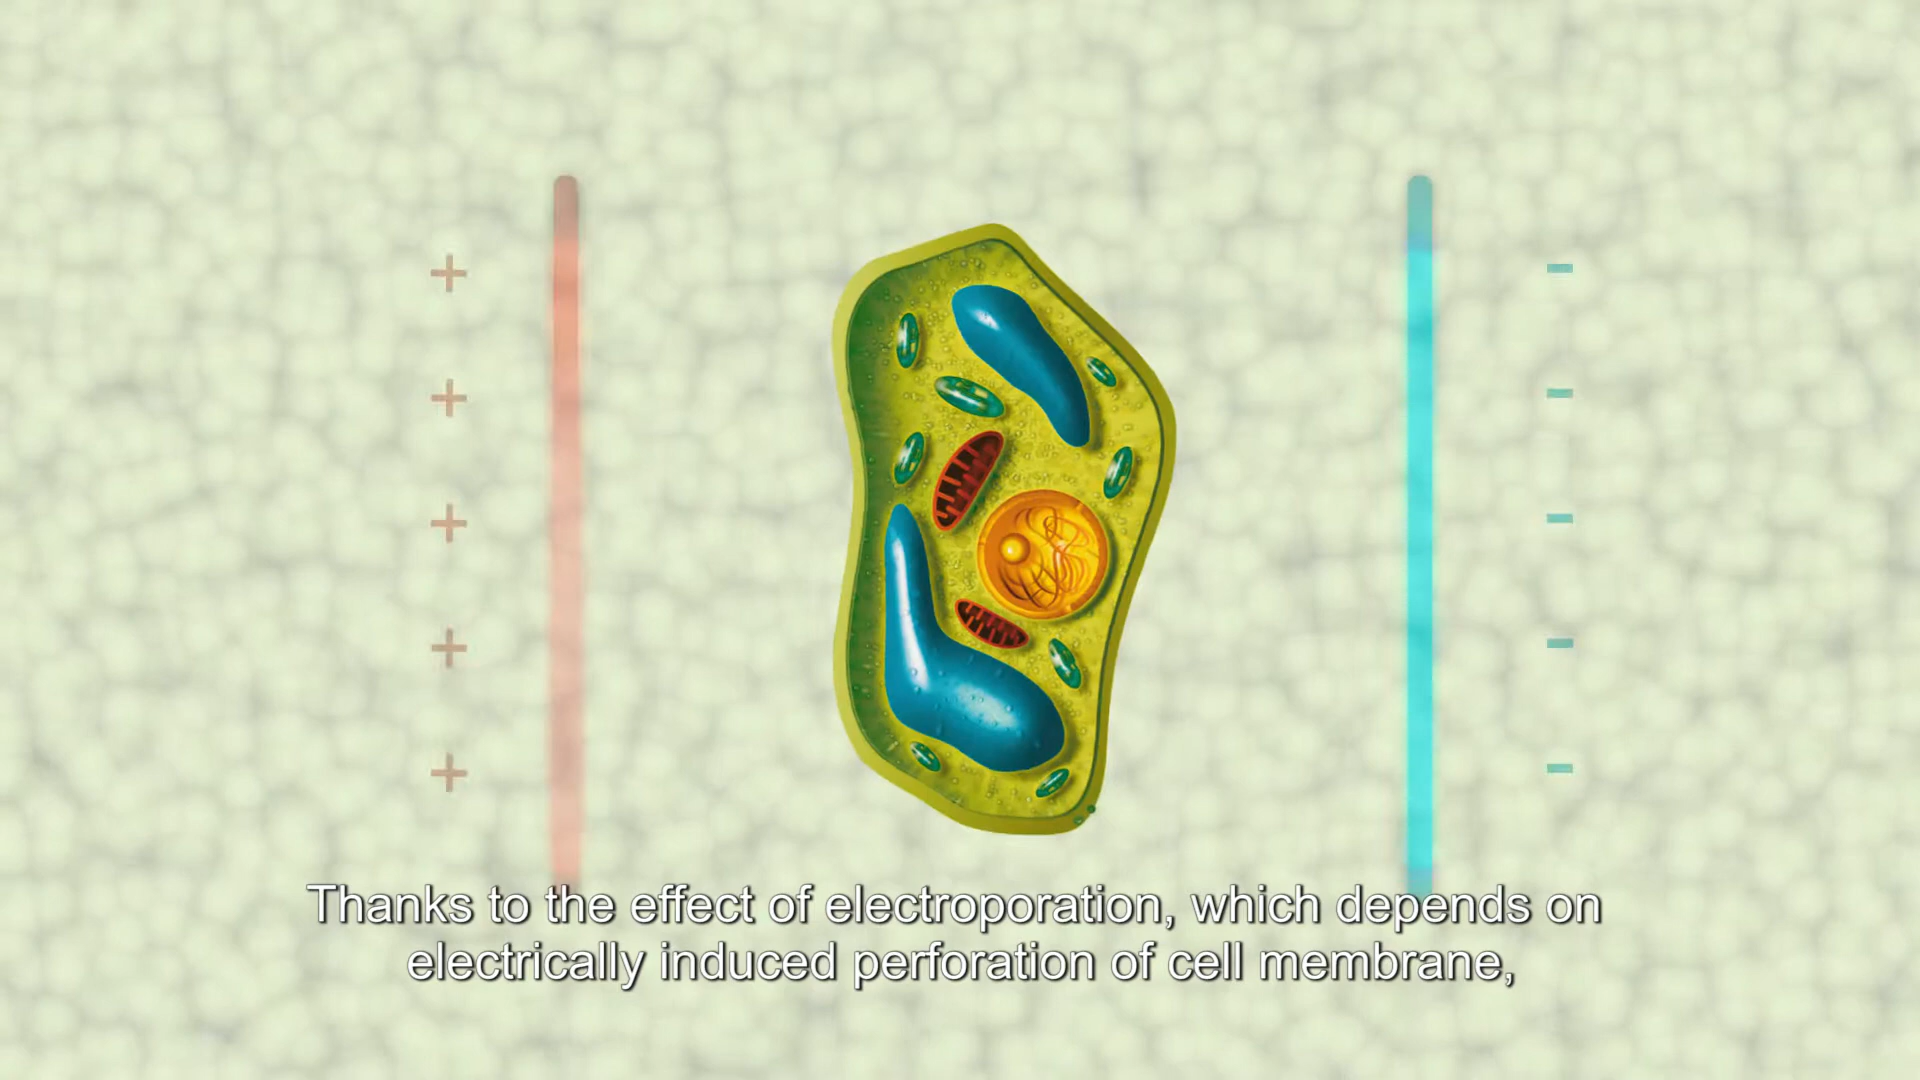 Thanks to the effect of electroporation, which depends on
electrically induced perforation of cell membrane,